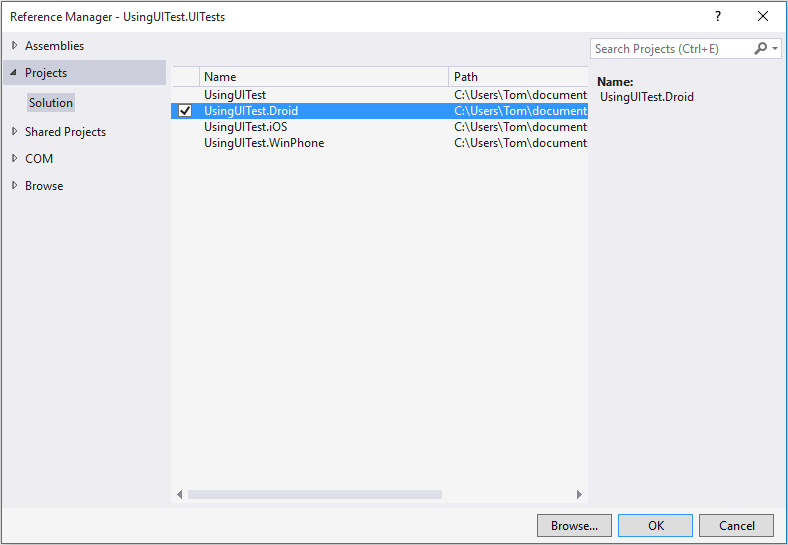 Reference Manager - UsingUITest.UITests
?
Assemblies
Projects
Solution
Shared Projects
COM
Browse
Name Path
UsingUITest C:\Users\Tom\document
UsingUITest.Droid C:\Users\Tom\document
UsingUITest.iOS C:\Users\Tom\document
UsingUITest.WinPhone C:\Users\Tom\document
Search Projects (Ctrl+E)
Name:
UsingUITest.Droid
Browse... OK Cancel